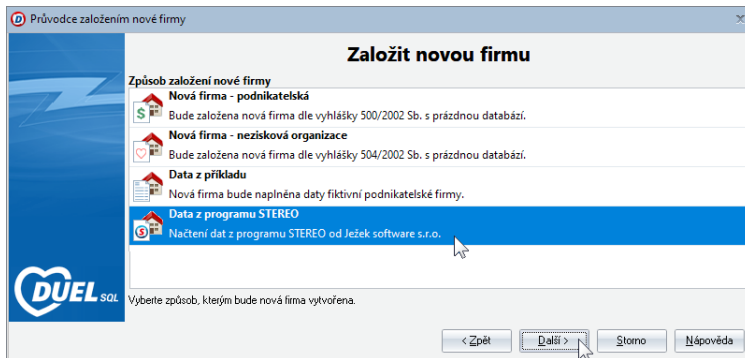 Průvodce založením nové firmy
Založit novou firmu
Způsob založení nové firmy
Nová firma - podnikatelská
Bude založena nová firma dle vyhlášky 500/2002 Sb. s prázdnou databází.
Nová firma - nezisková organizace
Bude založena nová firma dle vyhlášky 504/2002 Sb. s prázdnou databází.
Data z příkladu
Nová firma bude naplněna daty fiktivní podnikatelské firmy.
Data z programu STEREO
Načtení dat z programu STEREO od Ježek software s.r.o.
DUEL SQL
Vyberte způsob, kterým bude nová firma vytvořena.
< Zpět Další > Storno Nápověda